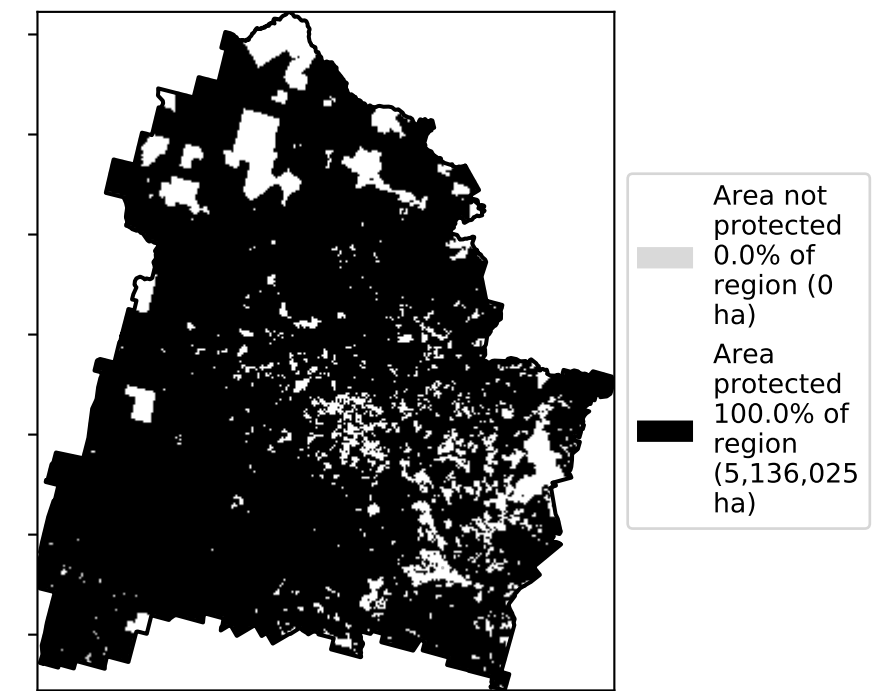 Area not
protected
0.0% of
region (0
ha)
Area
protected
100.0% of
region
(5,136,025
ha)